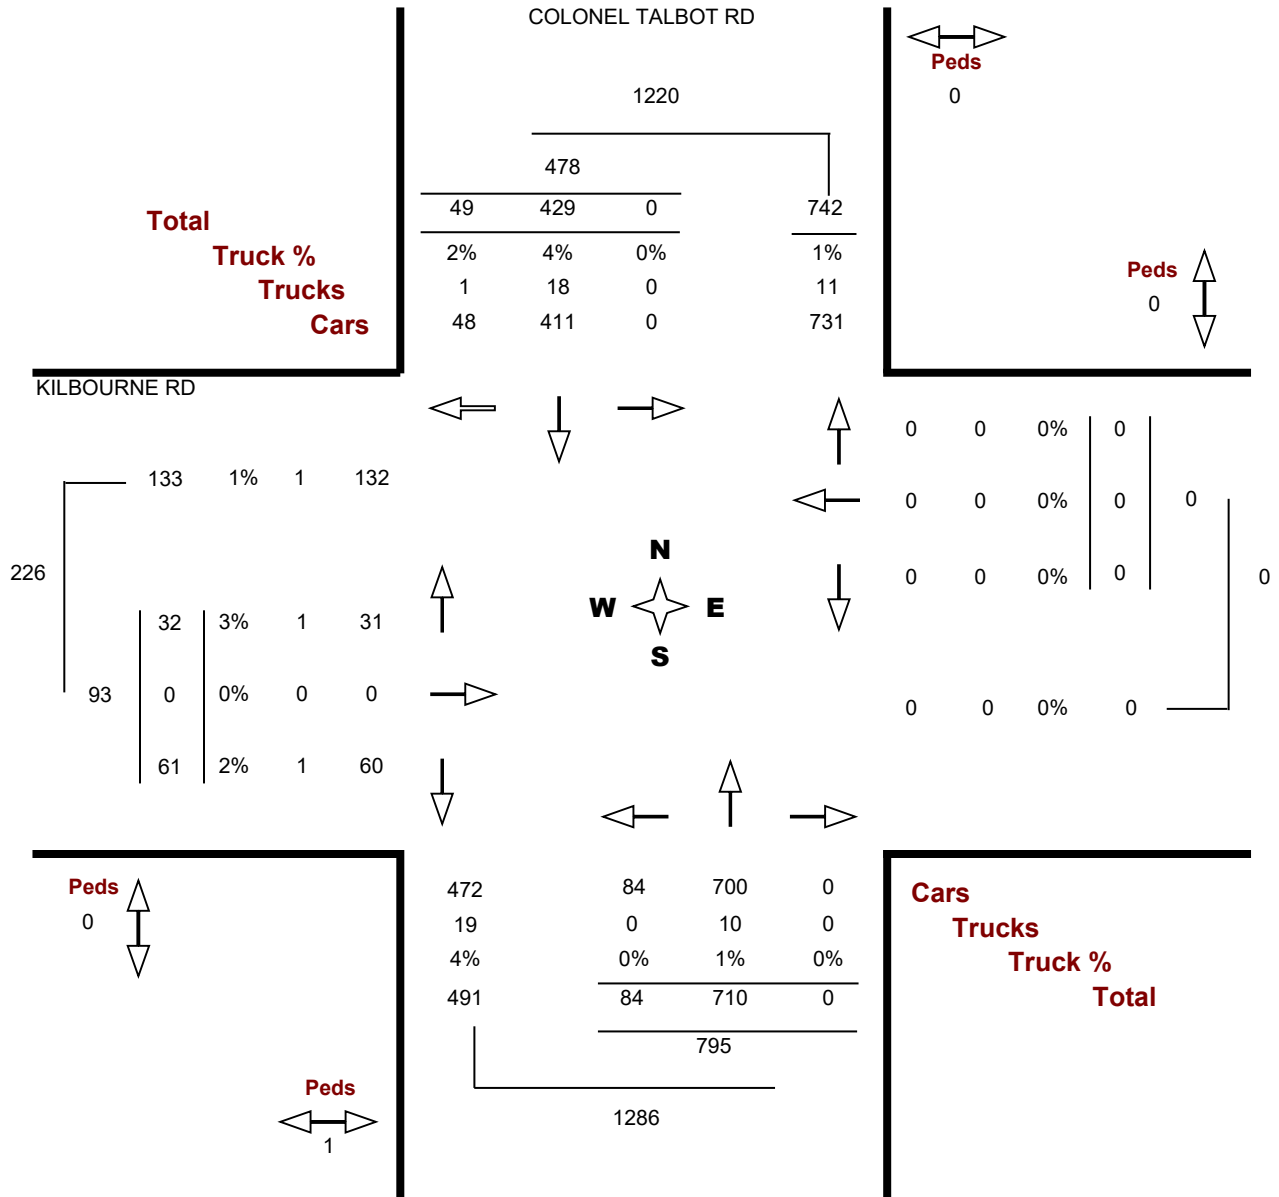 COLONEL TALBOT RD
Peds
0
1220
478
49 429 0 742
Total
2% 4% 0% 1%
Truck %
1 18 0 11
Trucks
48 411 0 731
Cars
Peds
0
KILBOURNE RD
0 0 0% 0
133 1% 1 132
0 0 0% 0 0
N
226
0 0 0% 0 0
W E
32 3% 1 31
S
93 0 0% 0 0
0 0 0% 0
61 2% 1 60
Peds
0
472 84 700 0
Cars
19 0 10 0
Trucks
4% 0% 1% 0%
Truck %
491 84 710 0
Total
795
Peds
1286
1